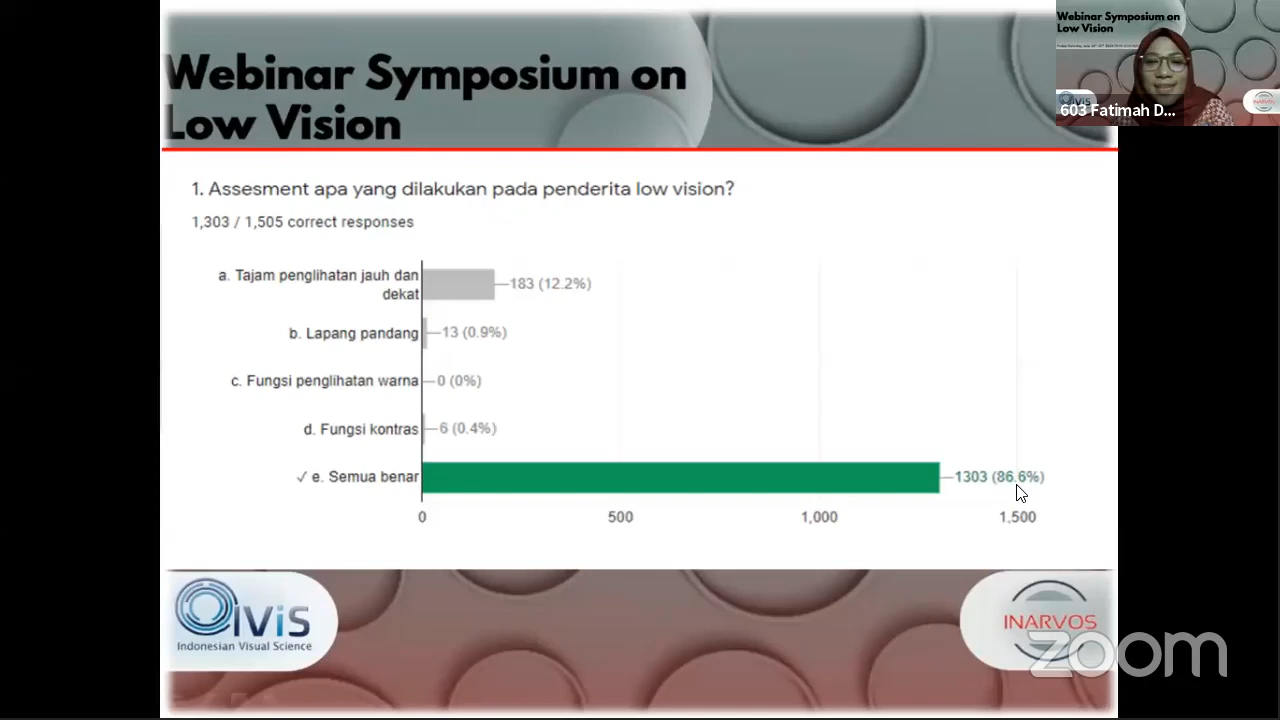 Webinar Symposium on
Low Vision
1. Assesment apa yang dilakukan pada penderita low vision?
1,303 / 1,505 correct responses
a. Tajam penglihatan jauh dan
dekat
183 (12.2%)
b. Lapang pandang
13 (0.9%)
c. Fungsi penglihatan warna
0 (0%)
d. Fungsi kontras
6 (0.4%)
✓ e. Semua benar
1303 (86.6%)
0
500
1,000
1,500
IViS
Indonesian Visual Science
INARVOS
zoom
Webinar Symposium on
Low Vision
603 Fatimah D...